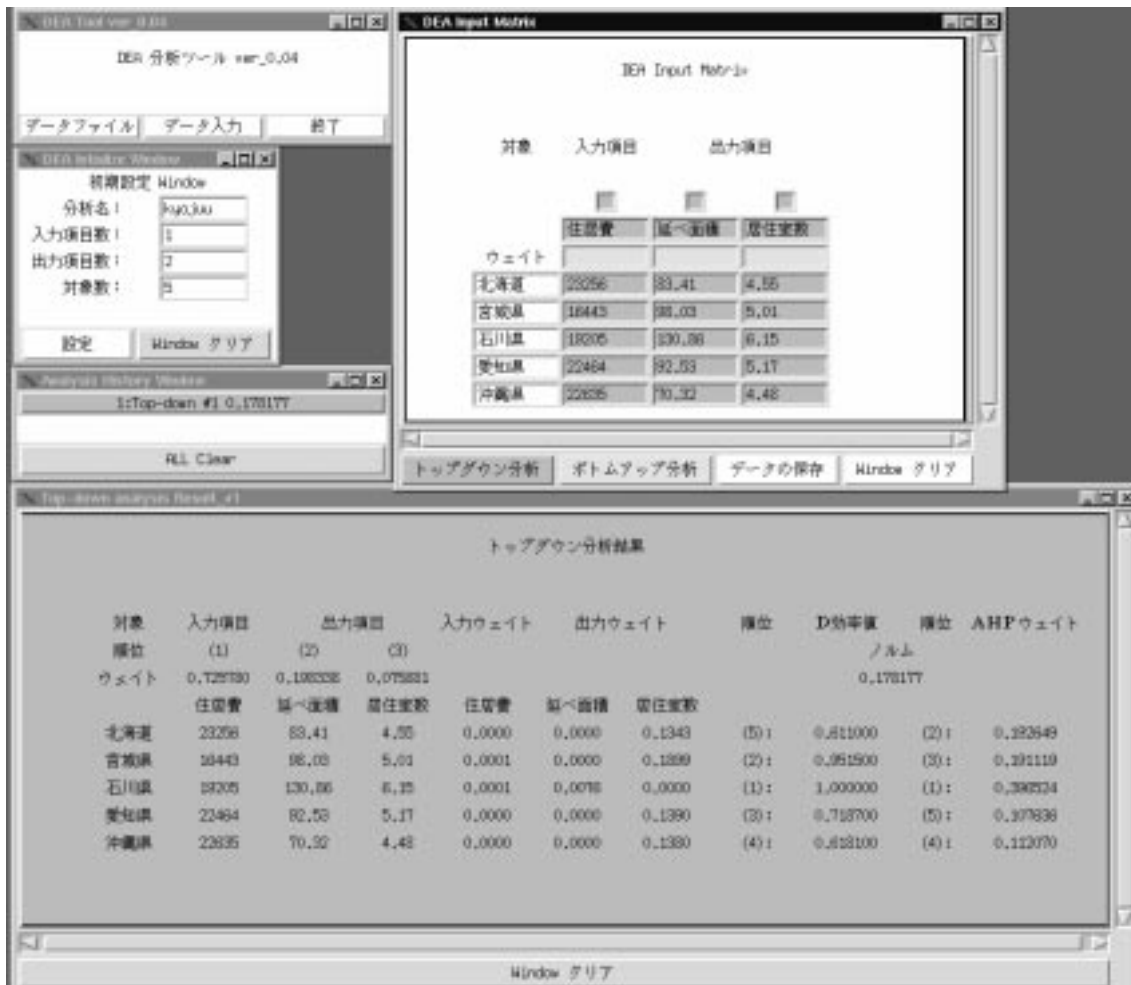 DEA Tool ver_0.04
DEA 分析ツール ver_0.04
データファイル データ入力 終了
DEA Initialize Window
初期設定 Window
分析名: kyojuu
入力項目数: 1
出力項目数: 2
対象数: 5
設定 Window クリア
Analysis History Window
1:Top-down #1 0.178177
ALL Clear
DEA Input Matrix
DEA Input Matrix
対象 入力項目 出力項目
住居費 延べ面積 居住室数
ウェイト
北海道 23256 83.41 4.55
宮城県 16443 98.03 5.01
石川県 19205 130.86 6.15
愛知県 22464 92.53 5.17
沖縄県 22635 70.32 4.48
トップダウン分析 ボトムアップ分析 データの保存 Window クリア
Top-down analysis Result_#1
トップダウン分析結果
対象 入力項目 出力項目 入力ウェイト 出力ウェイト 順位 D効率値 順位 AHPウェイト
順位 (1) (2) (3) ノルム
ウェイト 0.198338 0.178177
住居費 延べ面積 居住室数 住居費 延べ面積 居住室数
北海道 23256 83.41 4.55 0.0000 0.0000 0.1343 (5): 0.611000 (2): 0.192649
宮城県 16443 98.03 5.01 0.0001 0.0000 0.1899 (2): 0.951500 (3): 0.191119
石川県 19205 130.86 6.15 0.0001 0.0076 0.0000 (1): 1.000000 (1):
愛知県 22464 92.53 5.17 0.0000 0.0000 0.1390 (3): 0.718700 (5):
沖縄県 22635 70.32 4.48 0.0000 0.0000 0.1380 (4): 0.618100 (4): 0.112070
Window クリア